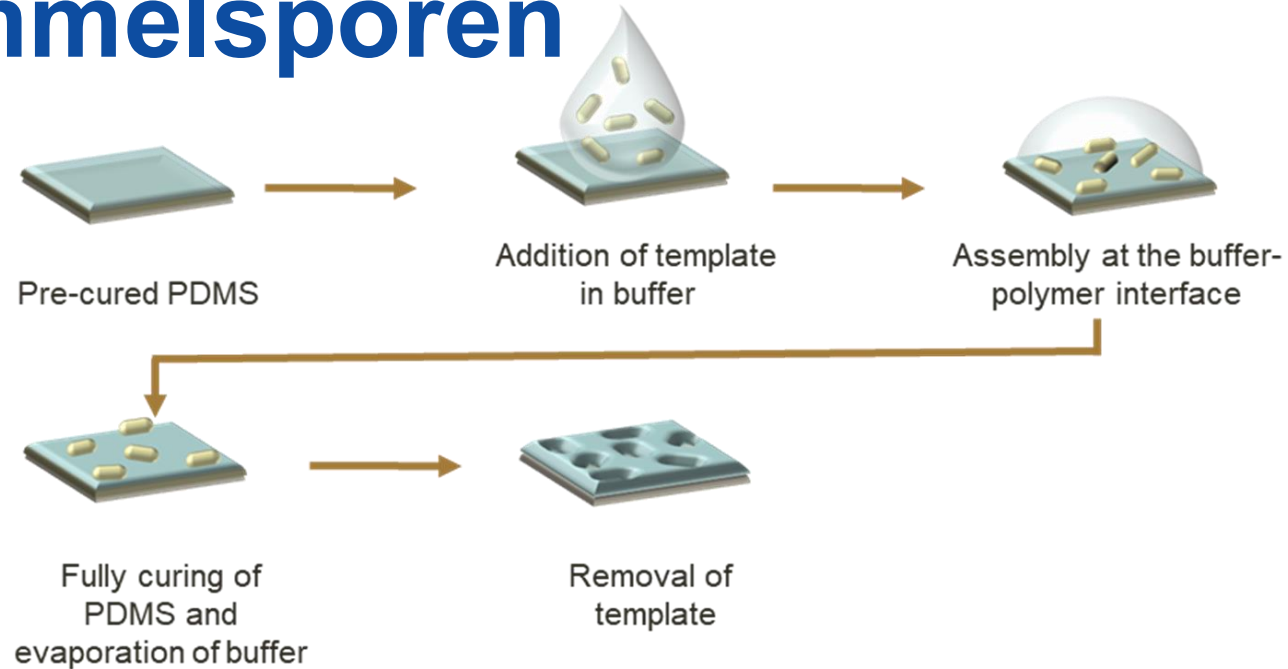 mmelsporen
Pre-cured PDMS
Addition of template
in buffer
Assembly at the buffer-
polymer interface
Fully curing of
PDMS and
evaporation of buffer
Removal of
template